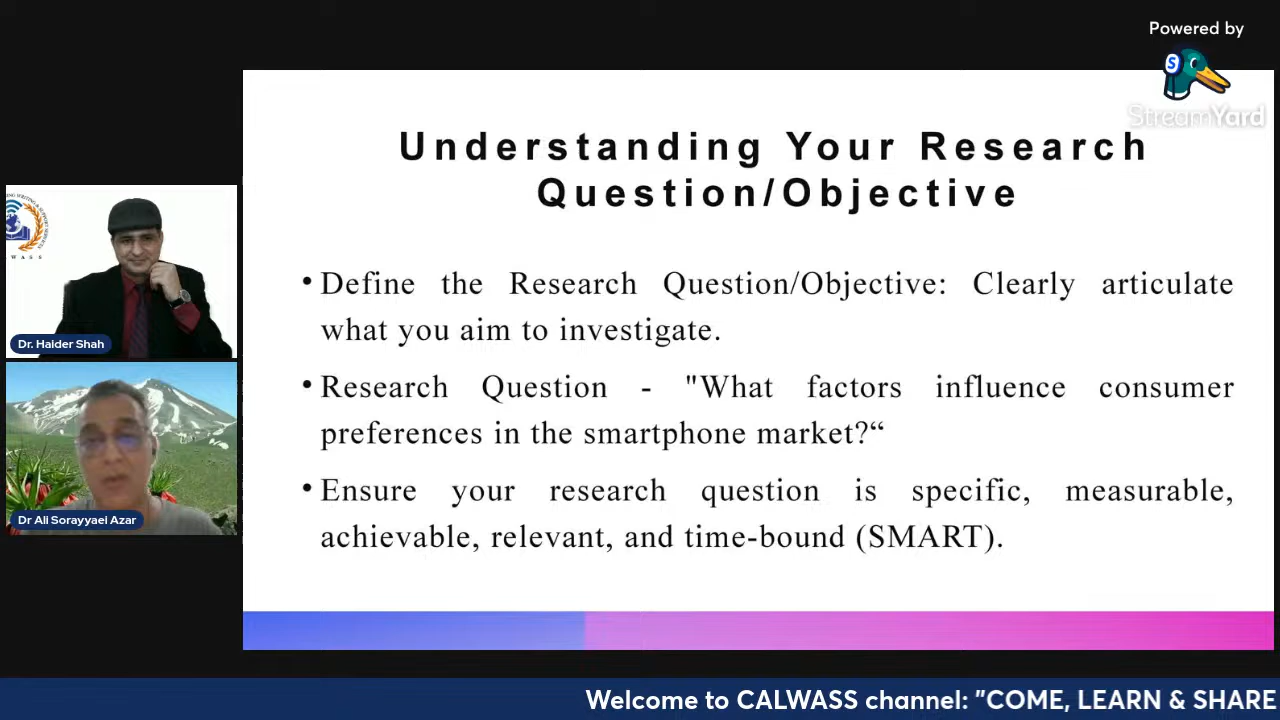 Powered by
StreamYard
Understanding Your Research
Question/Objective
• Define the Research Question/Objective: Clearly articulate
what you aim to investigate.
• Research Question - "What factors influence consumer
preferences in the smartphone market?“
• Ensure your research question is specific, measurable,
achievable, relevant, and time-bound (SMART).
W A S S
Dr. Haider Shah
Dr Ali Sorayyaei Azar
Welcome to CALWASS channel: "COME, LEARN & SHARE